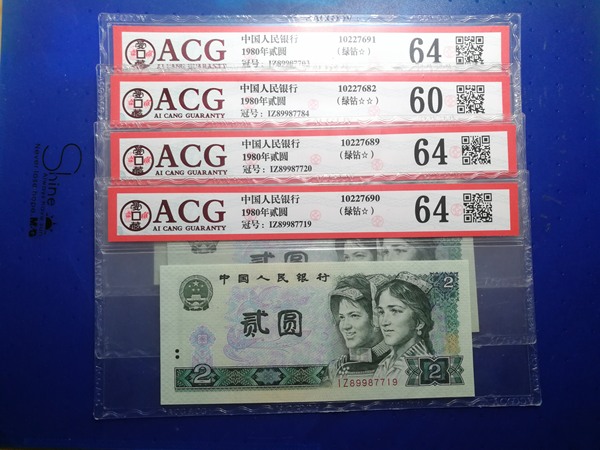 ACG
AI CANG GUARANTY
中国人民银行 10227691
1980年贰圆 (绿钻☆)
64
ACG
AI CANG GUARANTY
中国人民银行 10227682
1980年贰圆 (绿钻☆☆)
冠号：IZ89987784
60
ACG
AI CANG GUARANTY
中国人民银行 10227689
1980年贰圆 (绿钻☆)
冠号：IZ89987720
64
ACG
AI CANG GUARANTY
中国人民银行 10227690
1980年贰圆 (绿钻☆)
冠号：IZ89987719
64
中国人民银行
2
贰圆
IZ89987719
2
2
Shine
M&G